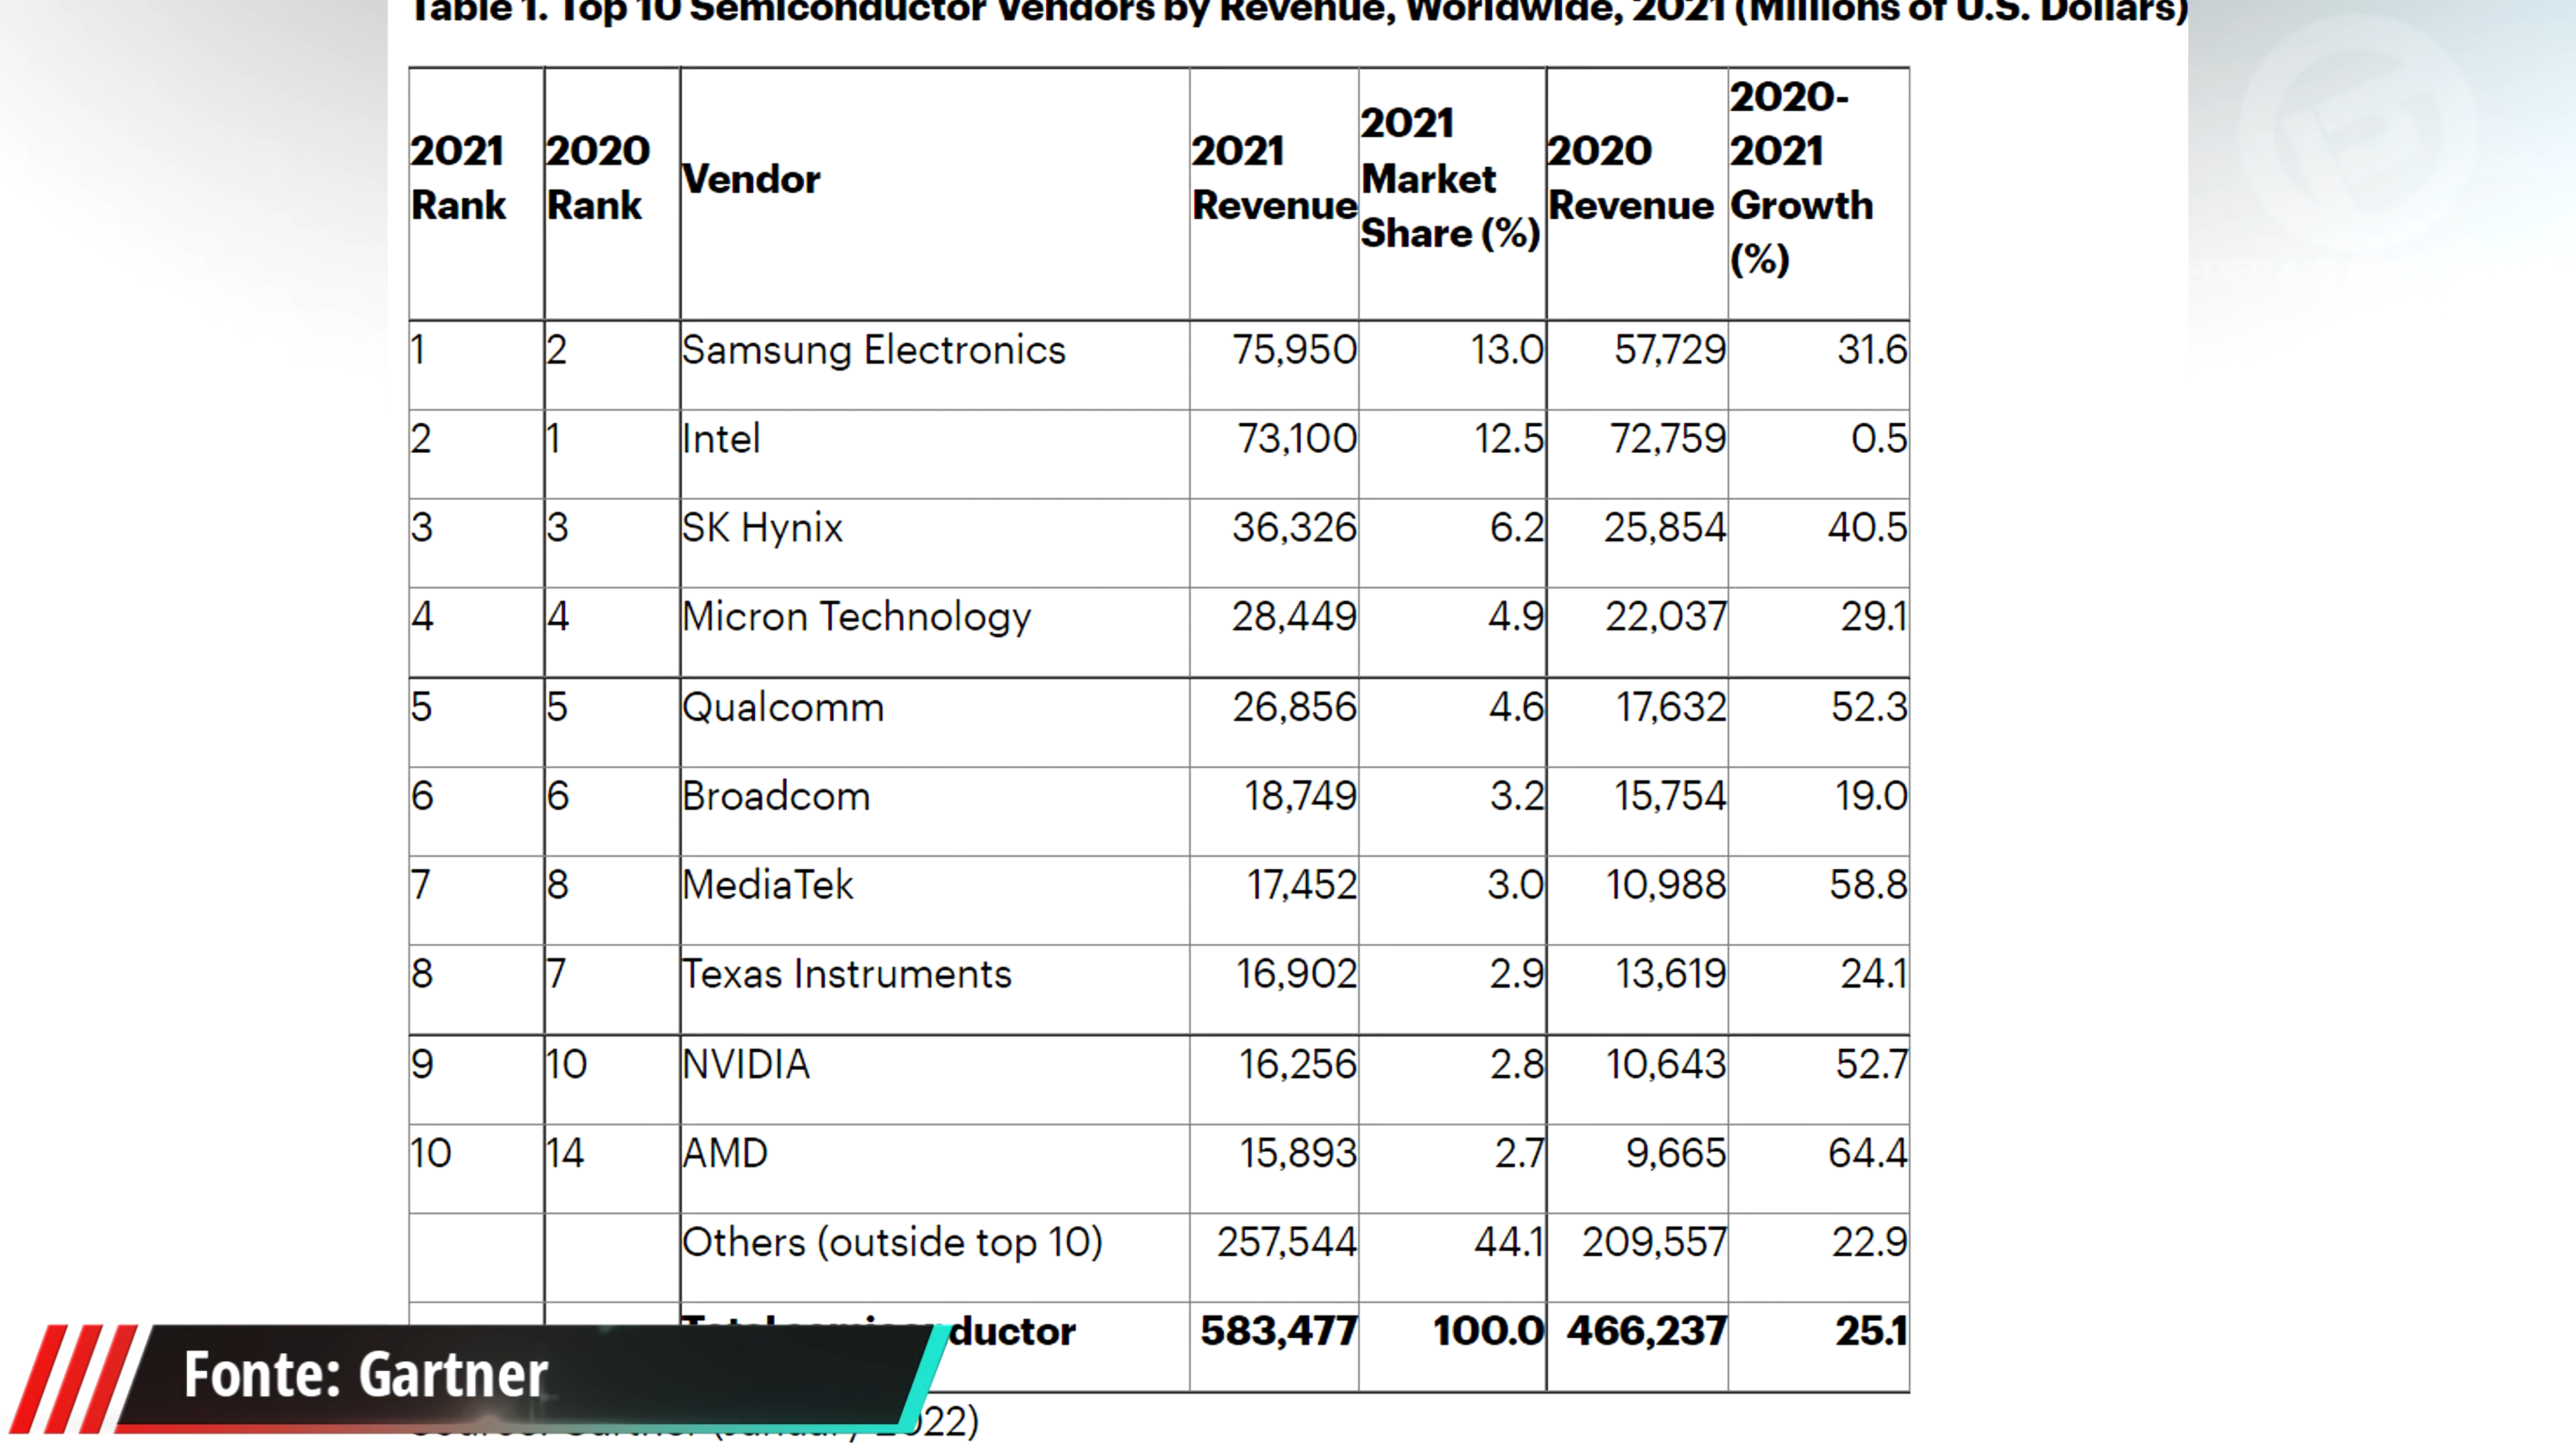 Table 1. Top 10 Semiconductor Vendors by Revenue, Worldwide, 2021 (Millions of U.S. Dollars)
2021 Rank 2020 Rank Vendor 2021 Revenue 2021 Market Share (%) 2020 Revenue 2020-2021 Growth (%)
1 2 Samsung Electronics 75,950 13.0 57,729 31.6
2 1 Intel 73,100 12.5 72,759 0.5
3 3 SK Hynix 36,326 6.2 25,854 40.5
4 4 Micron Technology 28,449 4.9 22,037 29.1
5 5 Qualcomm 26,856 4.6 17,632 52.3
6 6 Broadcom 18,749 3.2 15,754 19.0
7 8 MediaTek 17,452 3.0 10,988 58.8
8 7 Texas Instruments 16,902 2.9 13,619 24.1
9 10 NVIDIA 16,256 2.8 10,643 52.7
10 14 AMD 15,893 2.7 9,665 64.4
Others (outside top 10) 257,544 44.1 209,557 22.9
ductor 583,477 100.0 466,237 25.1
Fonte: Gartner
022)